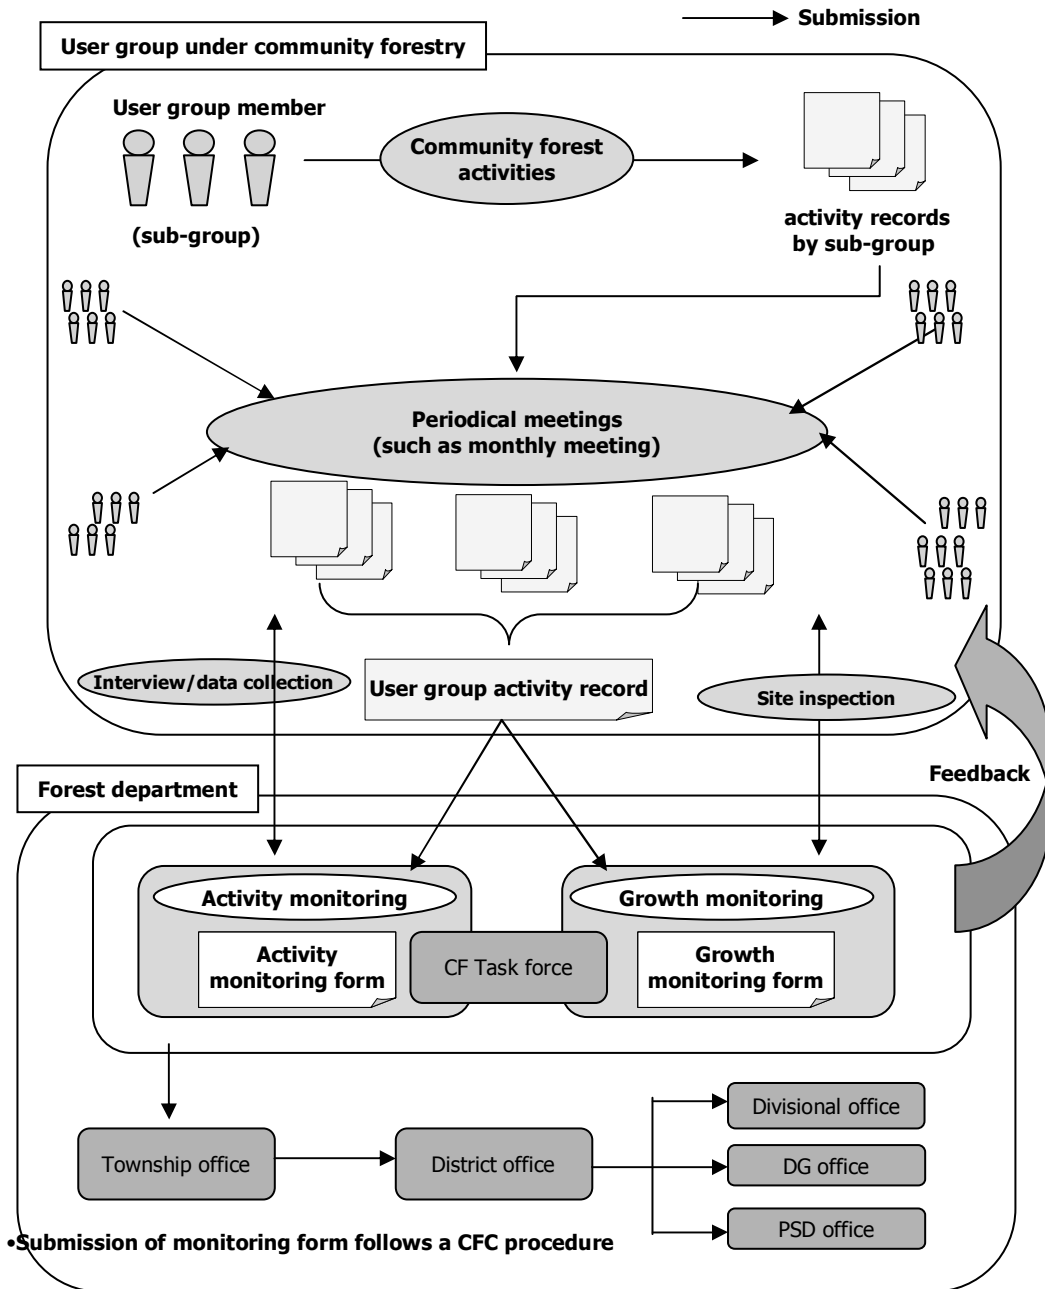 Submission
User group under community forestry
User group member
Community forest
activities
(sub-group)
activity records
by sub-group
Periodical meetings
(such as monthly meeting)
Interview/data collection
User group activity record
Site inspection
Feedback
Forest department
Activity monitoring
Growth monitoring
Activity
monitoring form
CF Task force
Growth
monitoring form
Divisional office
Township office
District office
DG office
PSD office
•Submission of monitoring form follows a CFC procedure